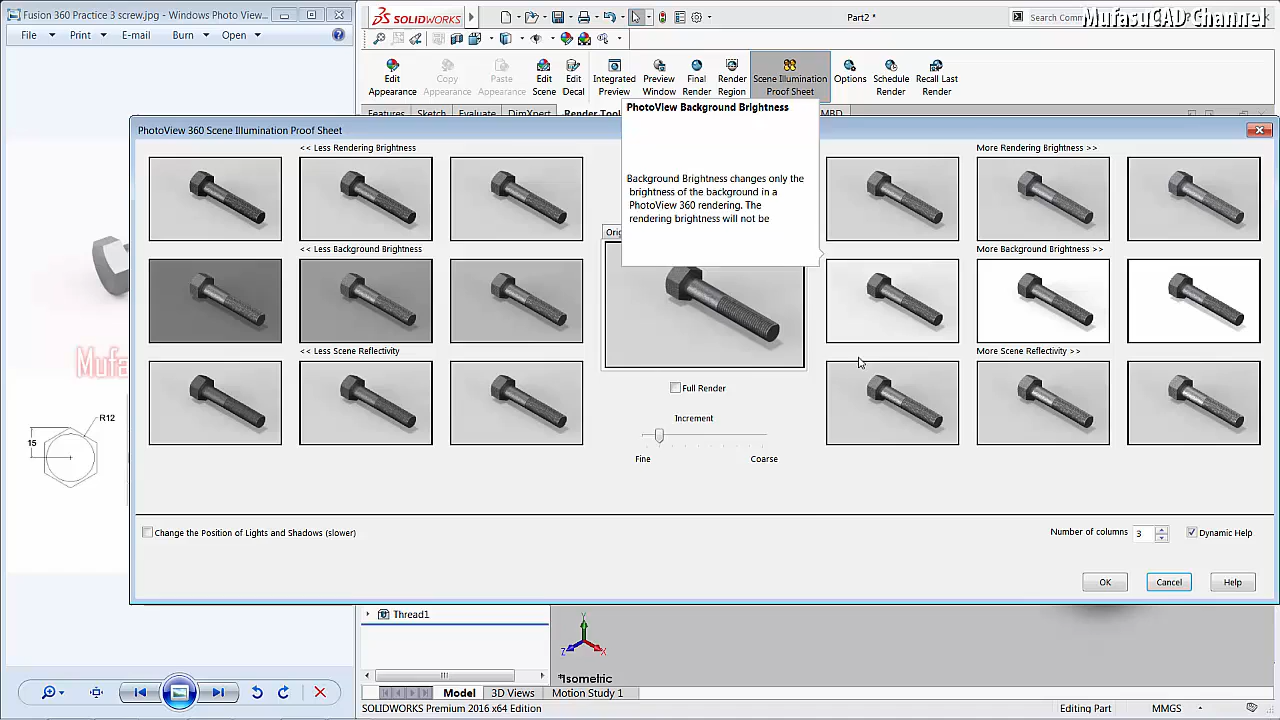 Fusion 360 Practice 3 screw.jpg - Windows Photo View...
File Print E-mail Burn Open
SOLIDWORKS
Part2 *
Search Comm
MufasuCAD Channel
Edit Appearance
Copy Appearance
Paste Appearance
Edit Scene
Edit Decal
Integrated Preview
Preview Window
Final Render
Render Region
Scene Illumination Proof Sheet
Options
Schedule Render
Recall Last Render
Features Sketch Evaluate DimXpert Render Too
MBD
PhotoView Background Brightness
Background Brightness changes only the
brightness of the background in a
PhotoView 360 rendering. The
rendering brightness will not be
PhotoView 360 Scene Illumination Proof Sheet
<< Less Rendering Brightness
More Rendering Brightness >>
Orig
<< Less Background Brightness
More Background Brightness >>
<< Less Scene Reflectivity
More Scene Reflectivity >>
Full Render
Increment
Fine Coarse
Mufa
R12
15
Change the Position of Lights and Shadows (slower)
Number of columns 3
Dynamic Help
OK Cancel Help
Thread1
Y
Z X
*Isometric
Model 3D Views Motion Study 1
SOLIDWORKS Premium 2016 x64 Edition
Editing Part MMGS